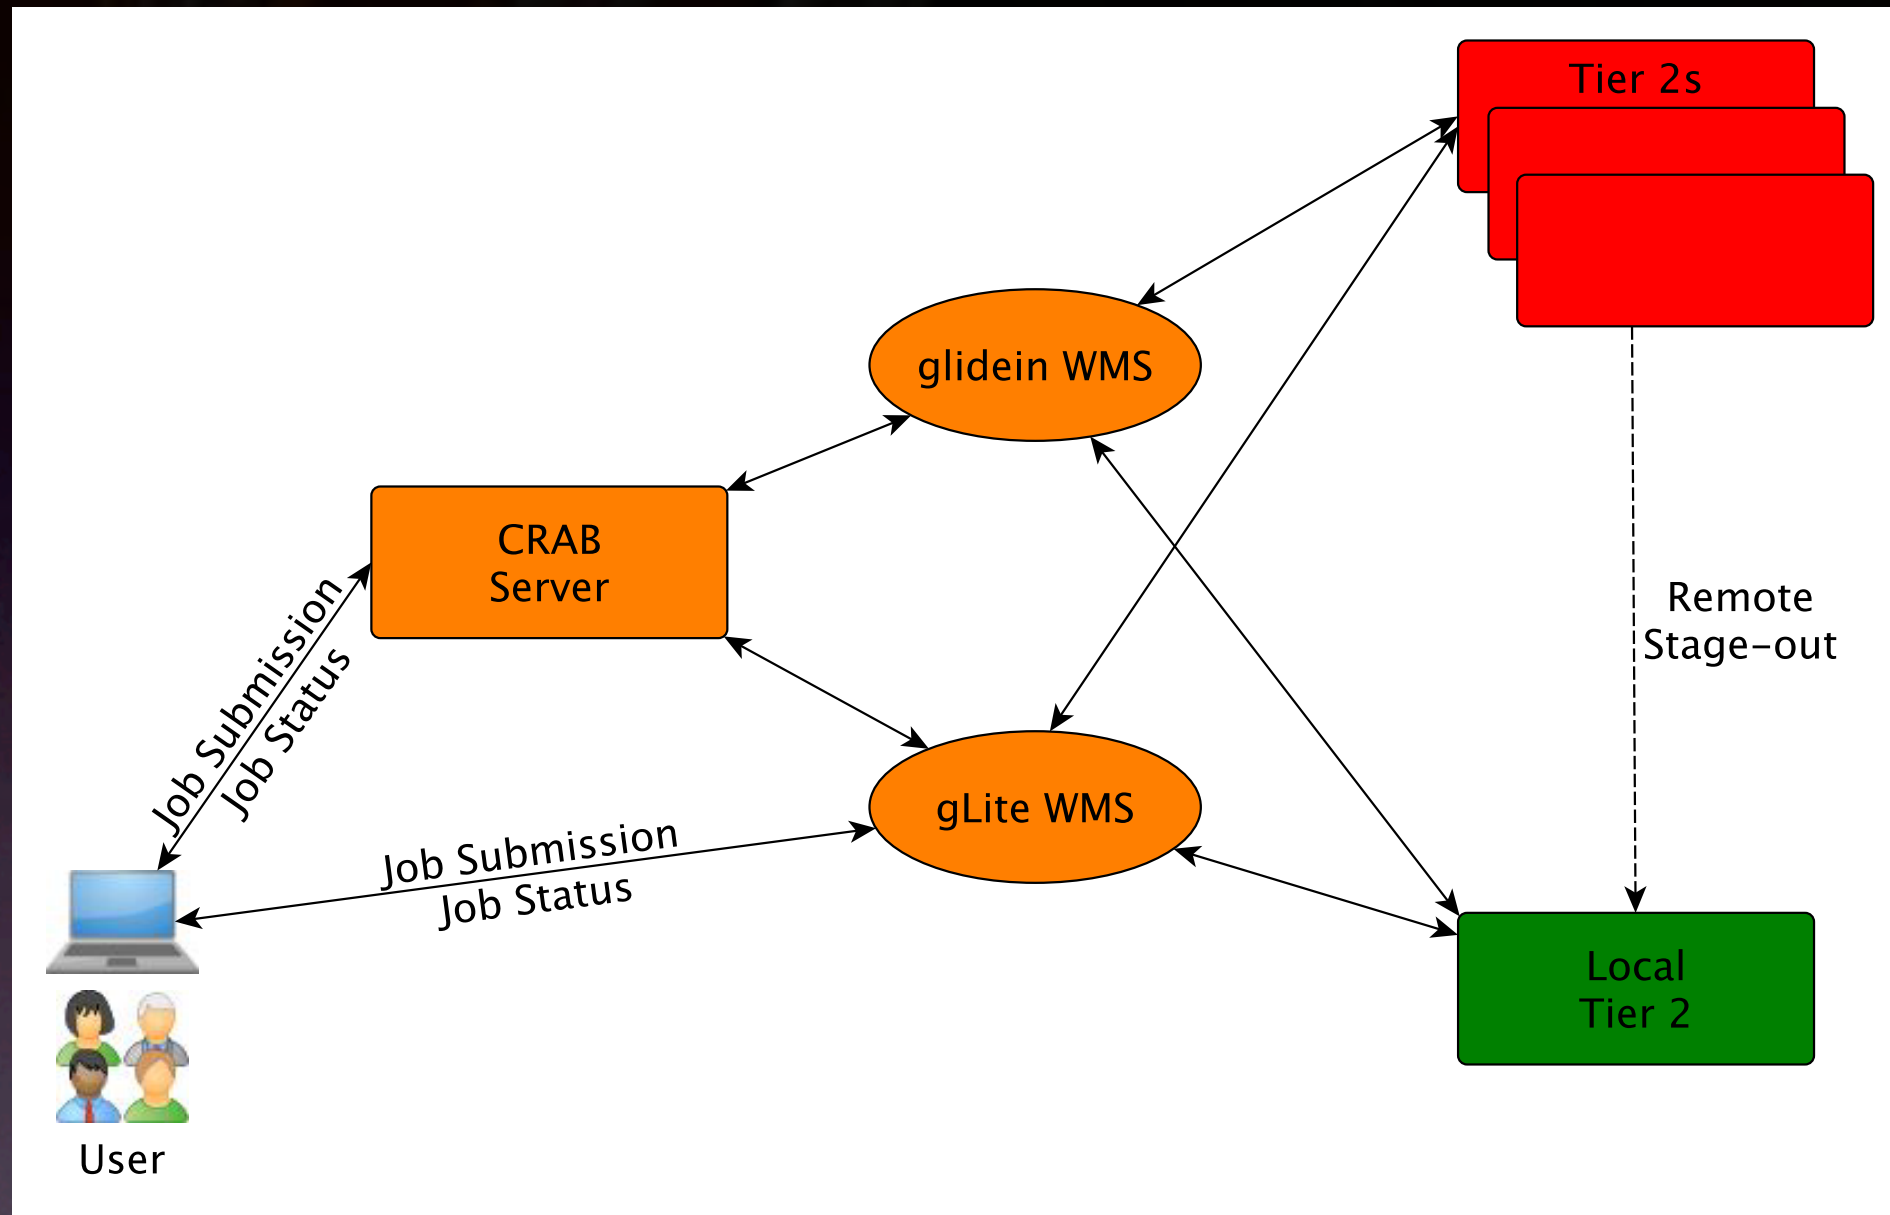 Tier 2s
glidein WMS
CRAB
Server
Job Submission
Job Status
Remote
Stage-out
gLite WMS
Job Submission
Job Status
Local
Tier 2
User